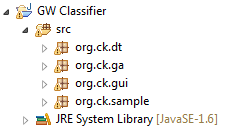 GW Classifier
src
org.ck.dt
org.ck.ga
org.ck.gui
org.ck.sample
JRE System Library [JavaSE-1.6]